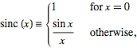 sinc (x) ≡ { 1 for x = 0
sin x / x otherwise,